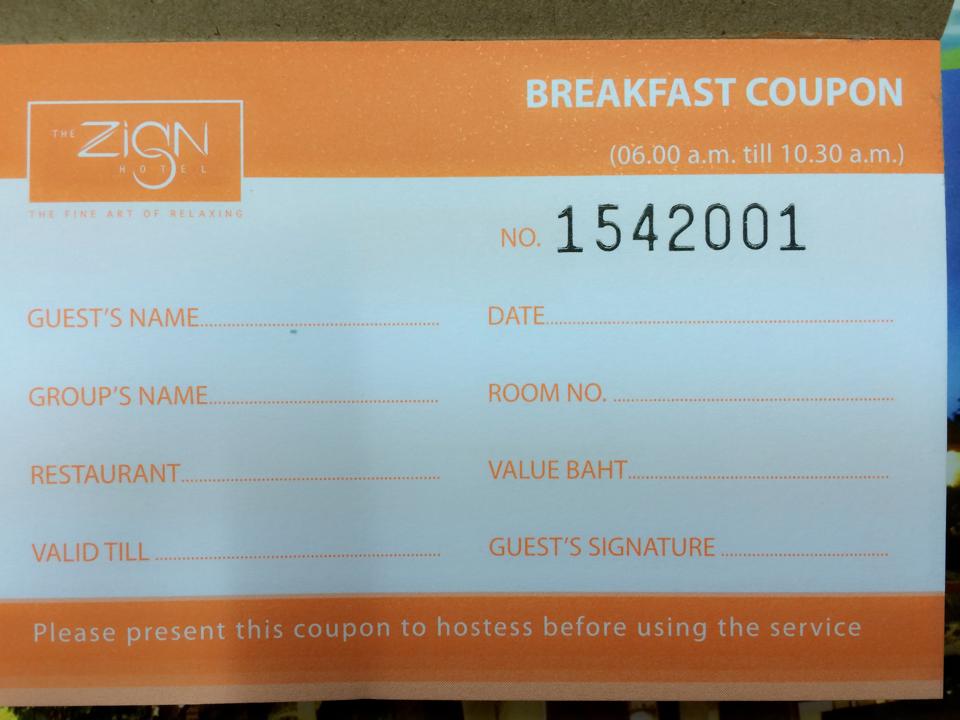 BREAKFAST COUPON
(06.00 a.m. till 10.30 a.m.)
THE ZiGN
HOTEL
THE FINE ART OF RELAXING
NO. 1542001
GUEST'S NAME
DATE
GROUP'S NAME
ROOM NO.
RESTAURANT
VALUE BAHT
VALID TILL
GUEST'S SIGNATURE
Please present this coupon to hostess before using the service